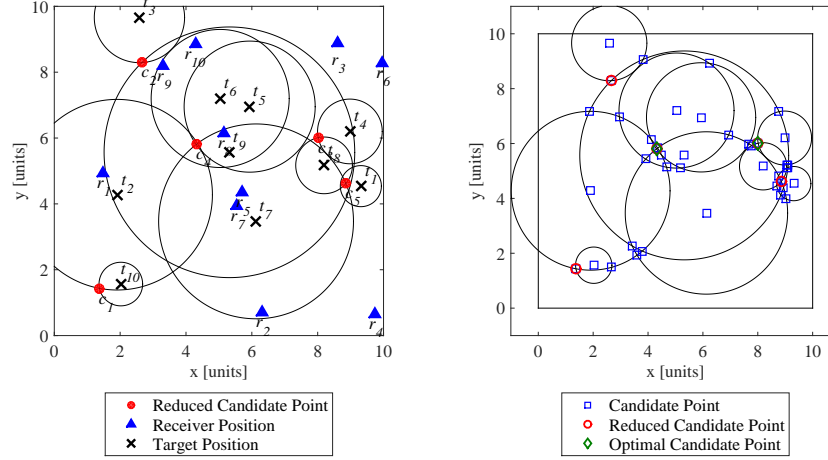 10
8
6
4
2
0
0 2 4 6 8 10
x [units]
y [units]
t3
r10
r3
c2
r9
r6
t6
t5
t4
r8
t9
c4
c3
t8
r1
t2
r5
r7
t7
t1
c5
t10
c1
r2
r4
Reduced Candidate Point
Receiver Position
Target Position
10
8
6
4
2
0
0 2 4 6 8 10
x [units]
y [units]
Candidate Point
Reduced Candidate Point
Optimal Candidate Point